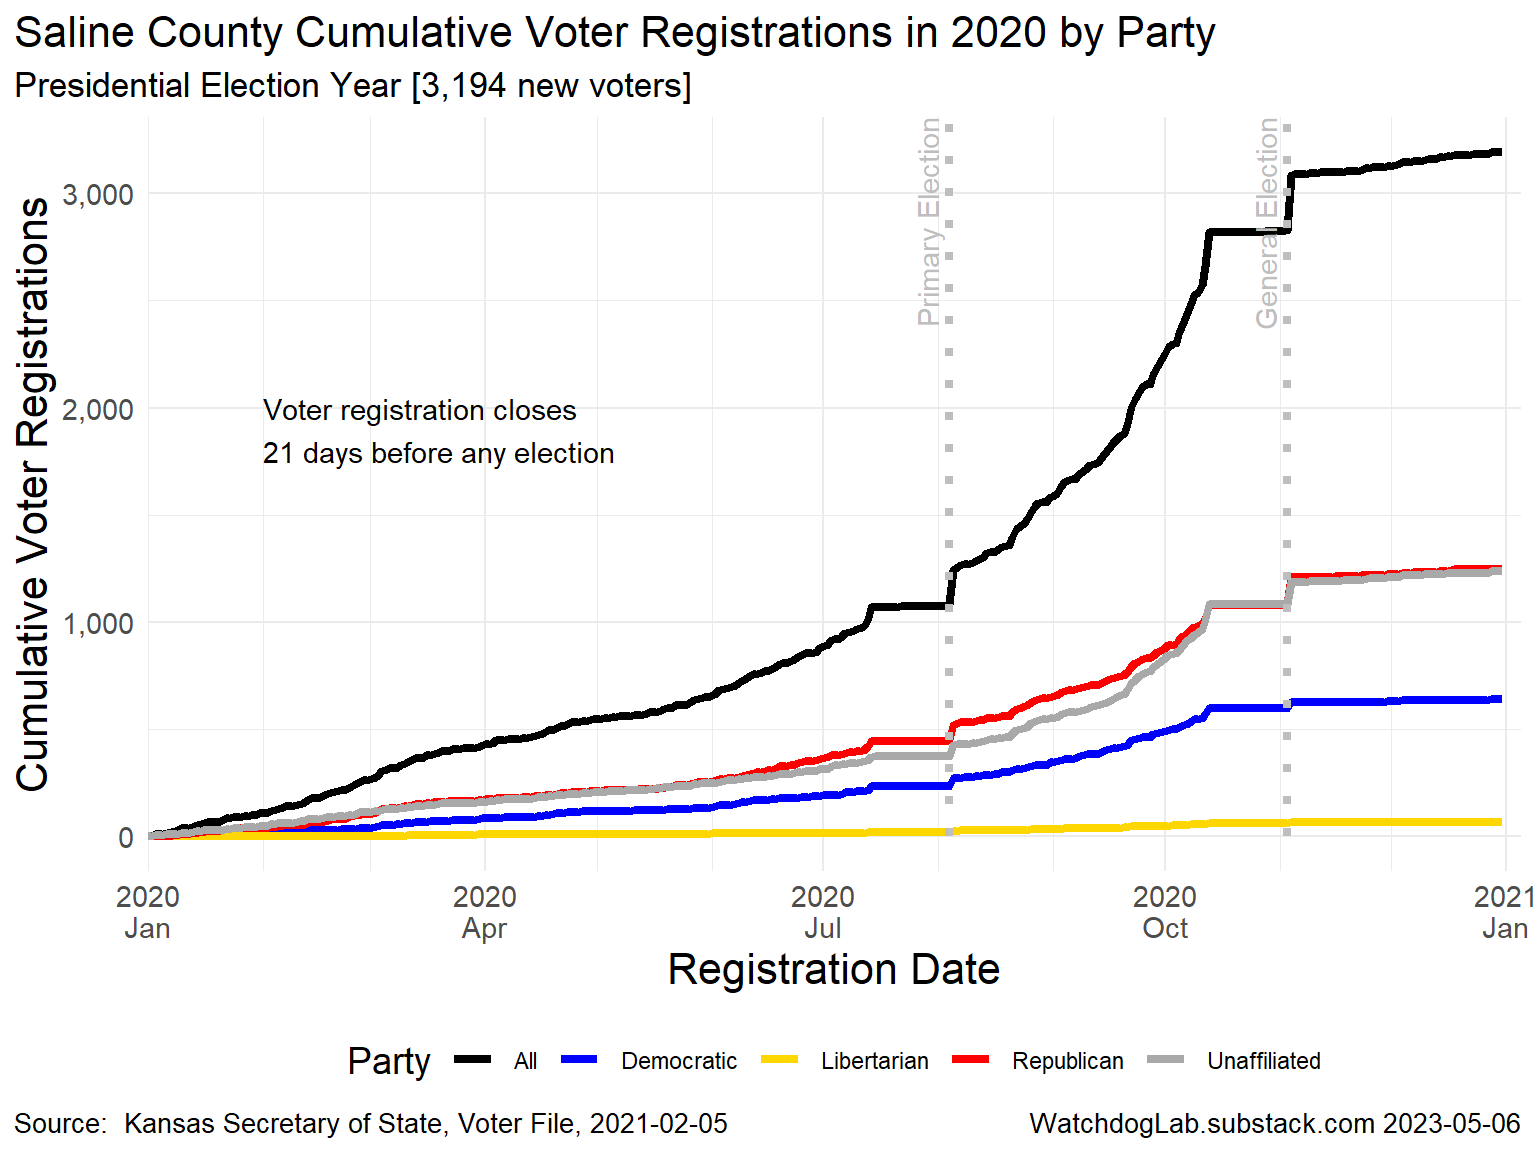 Saline County Cumulative Voter Registrations in 2020 by Party
Presidential Election Year [3,194 new voters]
Cumulative Voter Registrations
3,000
2,000
1,000
0
Primary Election
General Election
Voter registration closes
21 days before any election
2020 2020 2020 2020 2021
Jan Apr Jul Oct Jan
Registration Date
Party All Democratic Libertarian Republican Unaffiliated
Source:  Kansas Secretary of State, Voter File, 2021-02-05
WatchdogLab.substack.com 2023-05-06